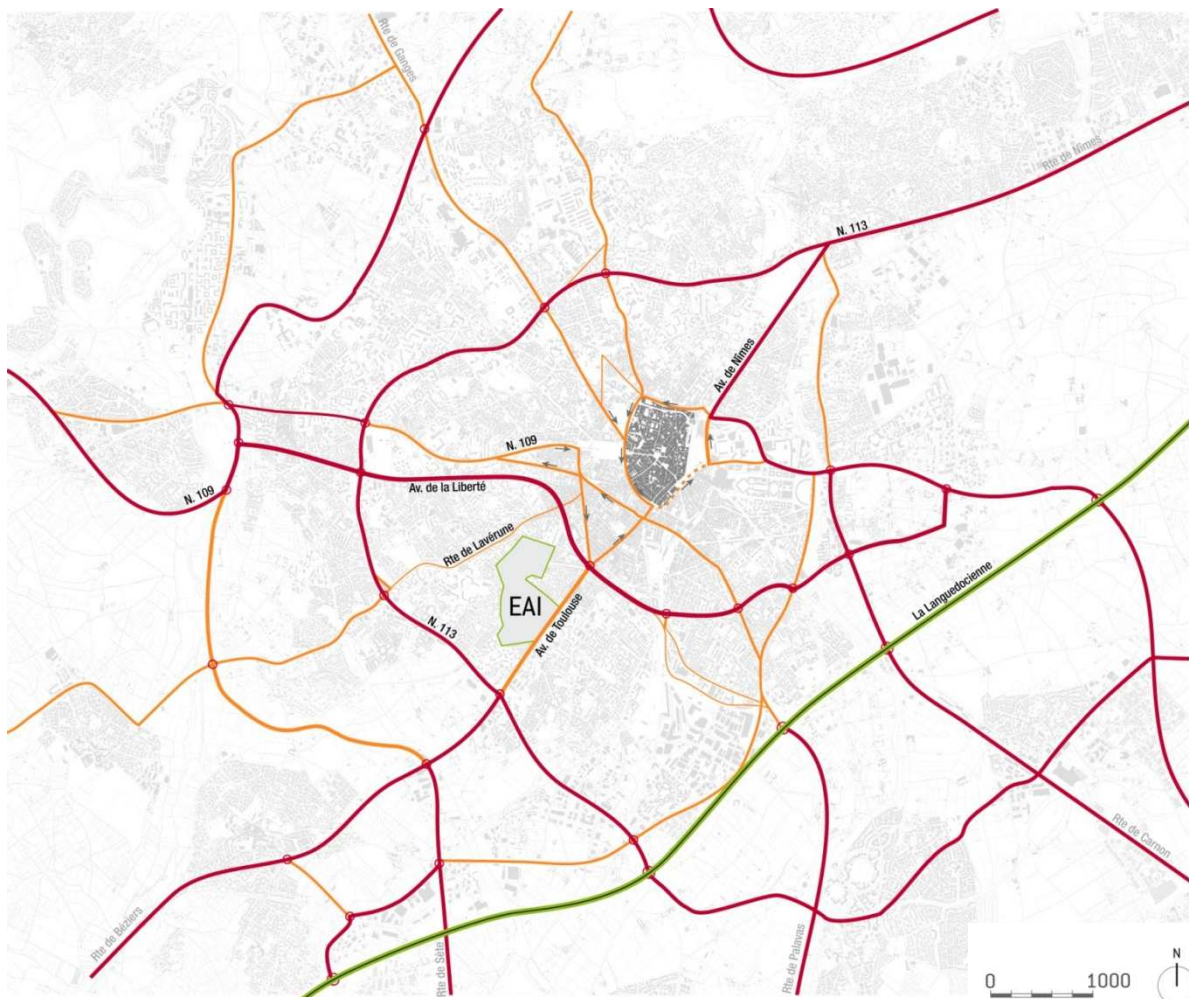 Rte de Ganges
Rte de Nîmes
N. 113
Av. de Nîmes
N. 109
Av. de la Liberté
N. 109
Rte de Lavérune
La Languedocienne
EAI
Av. de Toulouse
N. 113
Rte de Carnon
Rte de Béziers
Rte de Sète
Rte de Palavas
N
0 1000